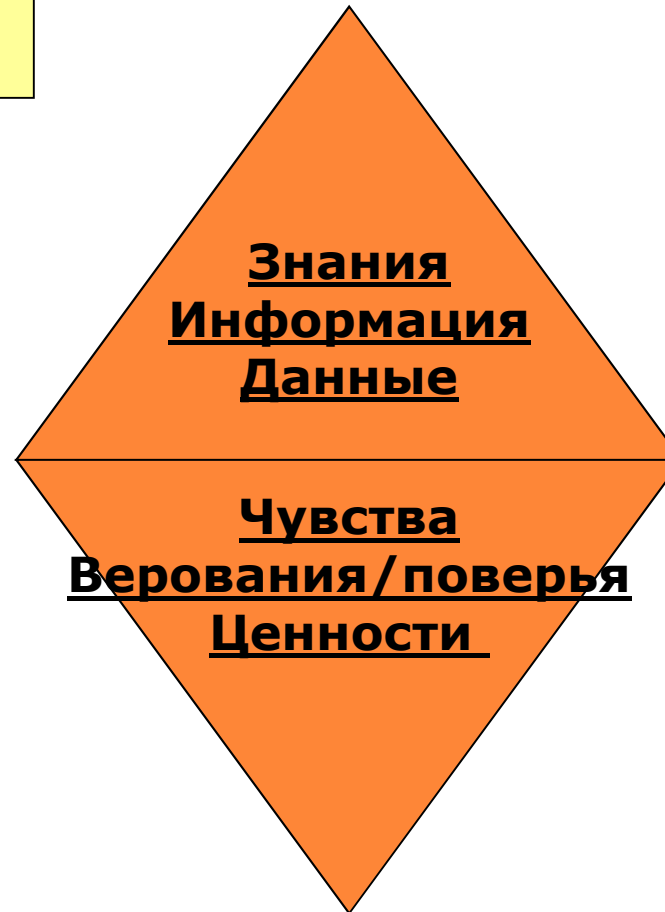 Знания
Информация
Данные
Чувства
Верования/поверья
Ценности